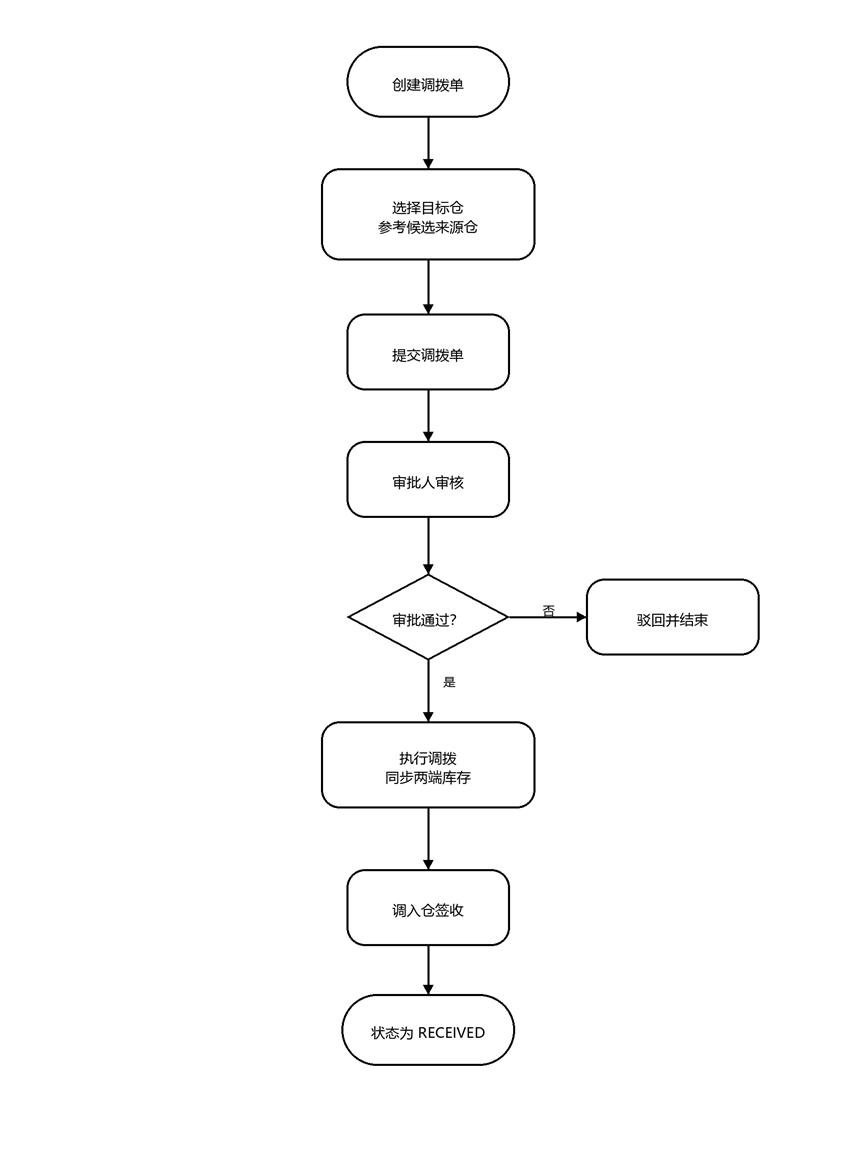 创建调拨单
选择目标仓
参考候选来源仓
提交调拨单
审批人审核
审批通过?
否
驳回并结束
是
执行调拨
同步两端库存
调入仓签收
状态为 RECEIVED